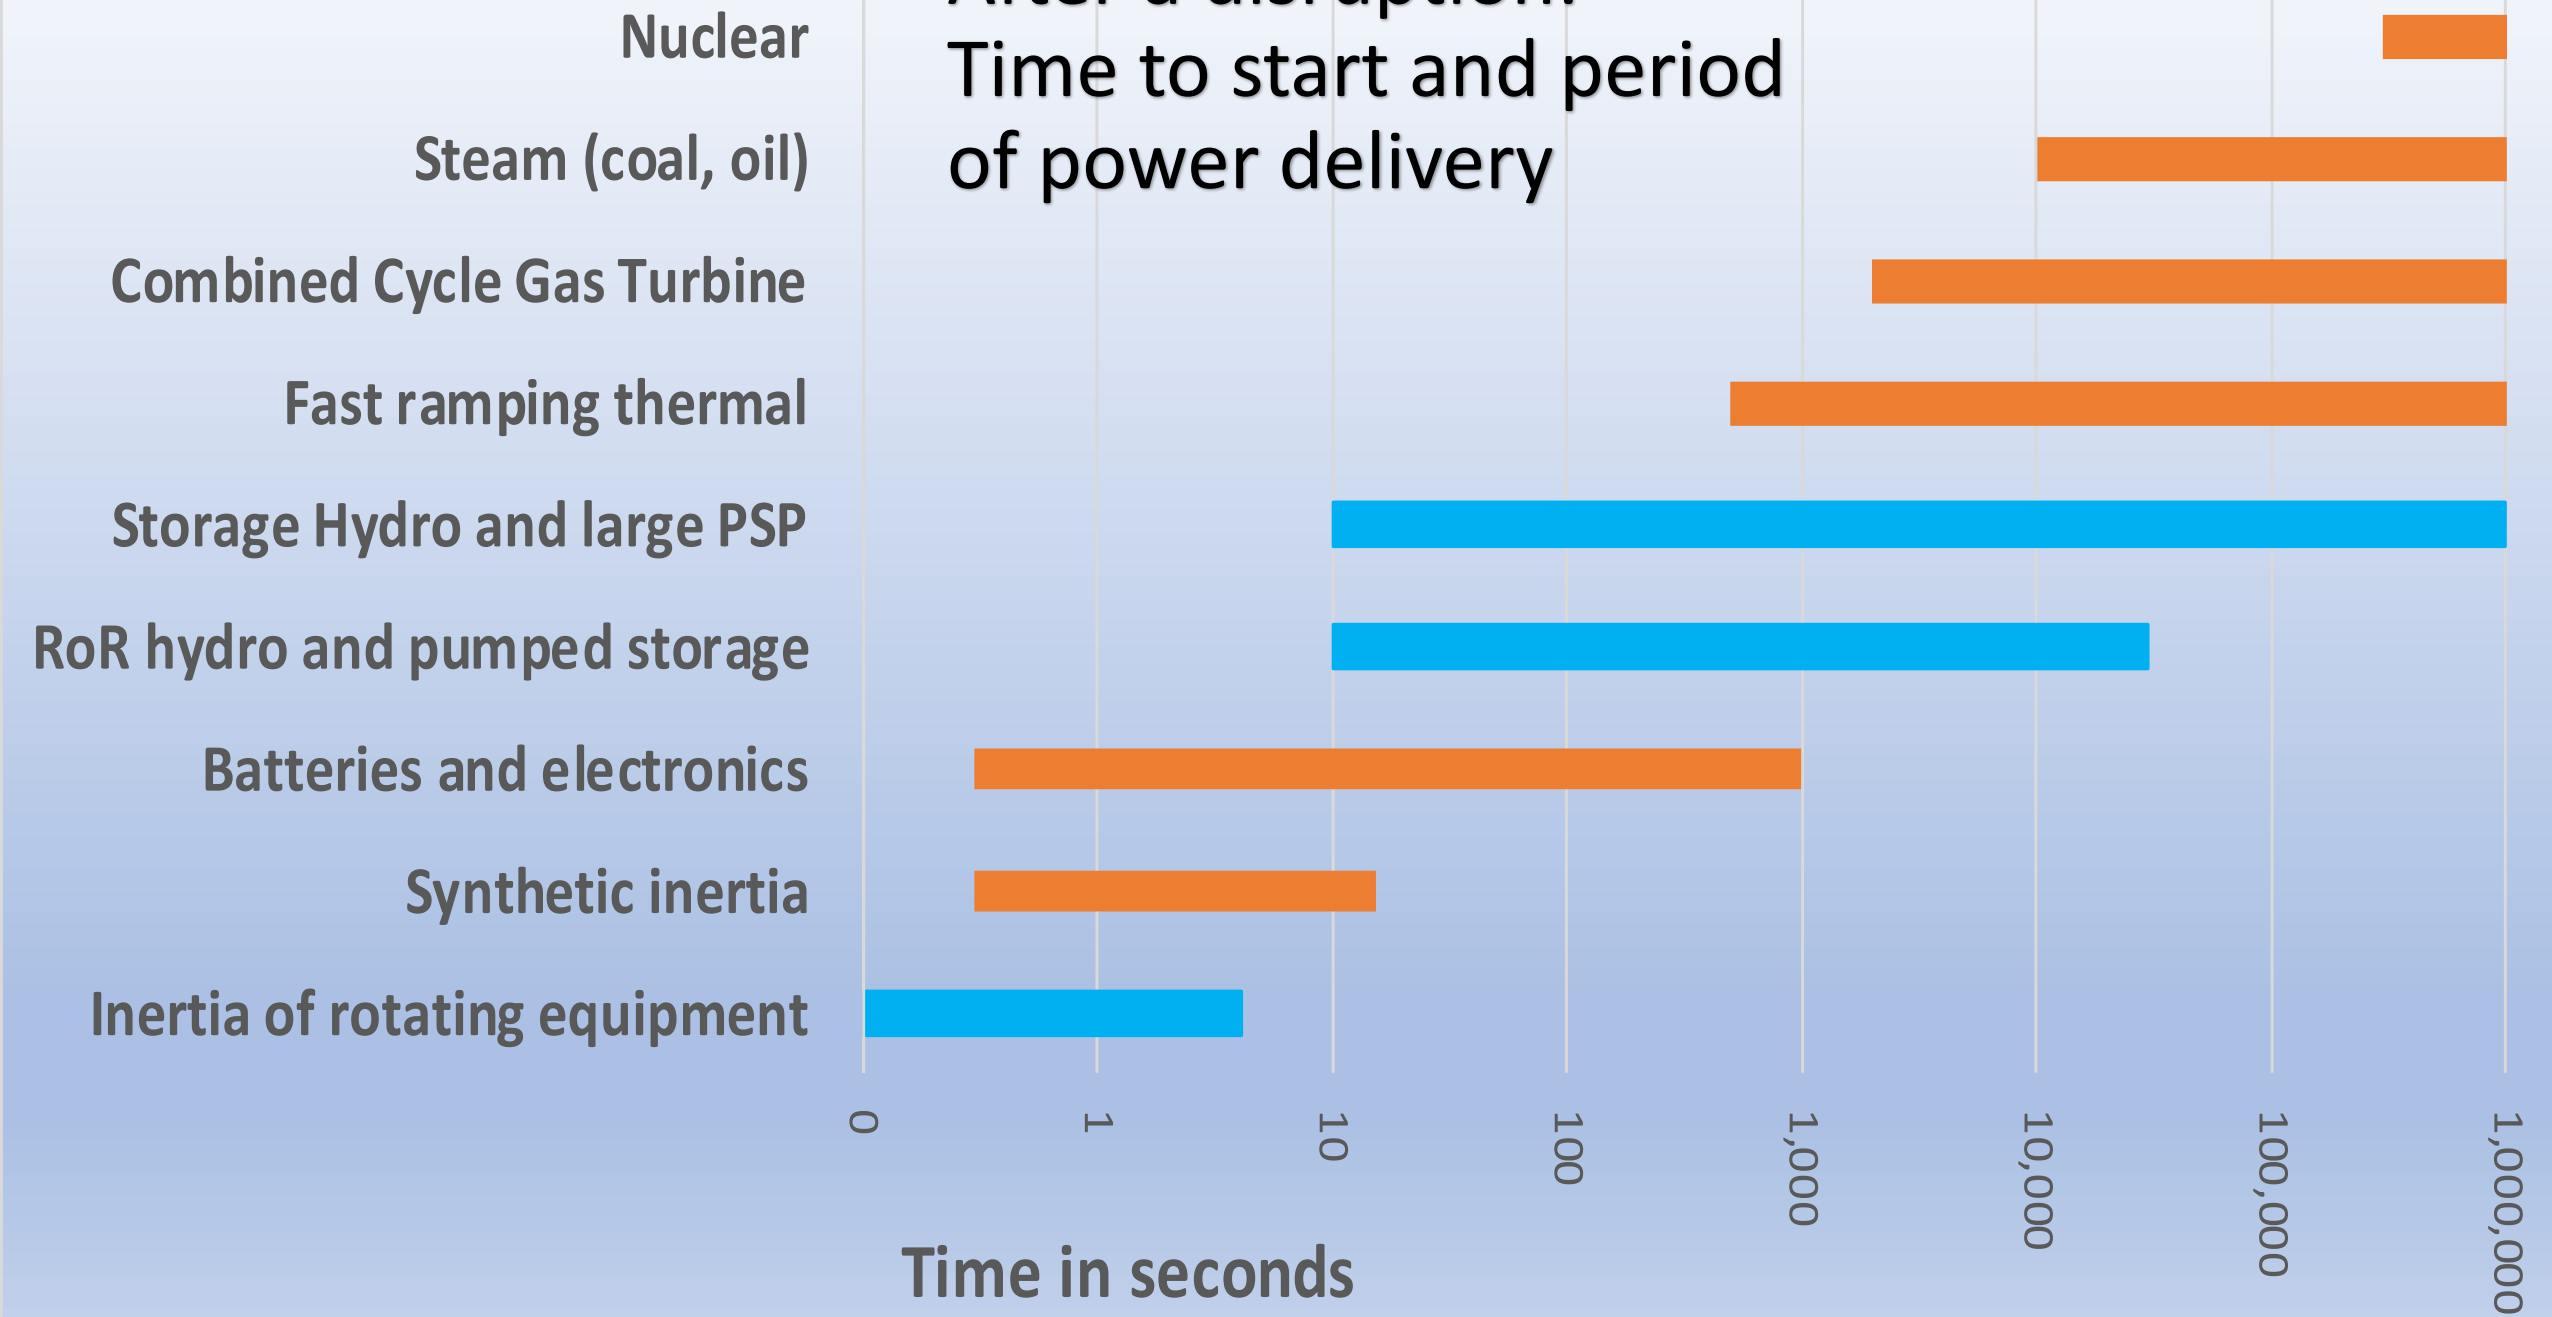 After a disruption:
Time to start and period
of power delivery
Nuclear
Steam (coal, oil)
Combined Cycle Gas Turbine
Fast ramping thermal
Storage Hydro and large PSP
RoR hydro and pumped storage
Batteries and electronics
Synthetic inertia
Inertia of rotating equipment
0
1
10
100
1,000
10,000
100,000
1,000,000
Time in seconds